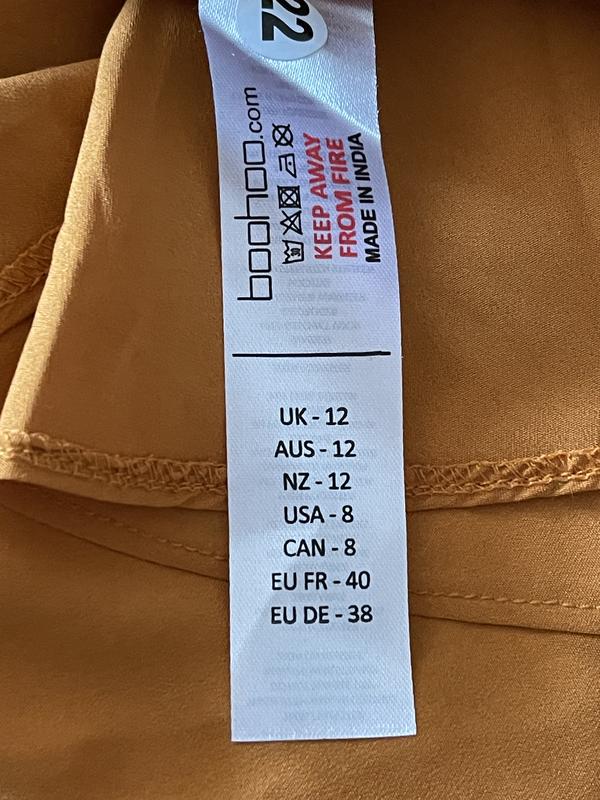 22
boohoo.com
KEEP AWAY
FROM FIRE
MADE IN INDIA
UK - 12
AUS - 12
NZ - 12
USA - 8
CAN - 8
EU FR - 40
EU DE - 38